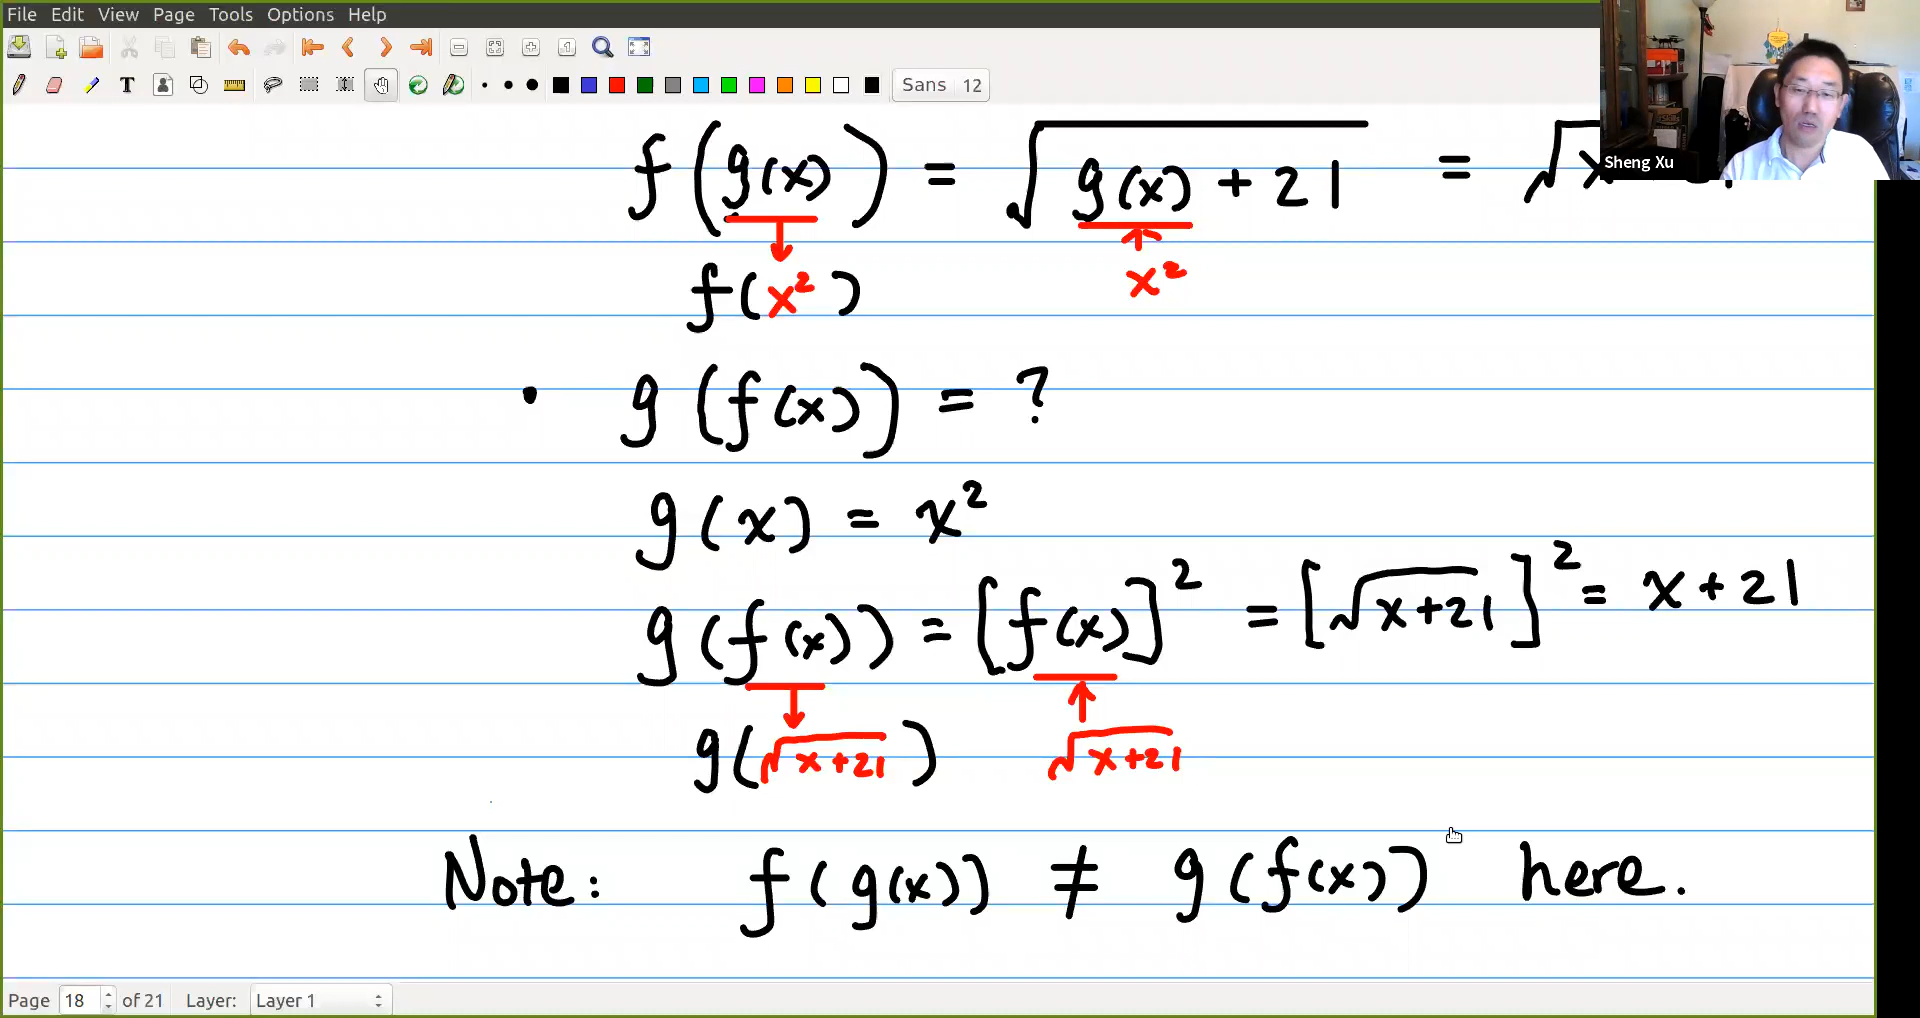 File Edit View Page Tools Options Help
Sans 12
Sheng Xu
f(g(x)) = √(g(x) + 21) = √x
x²
f(x²)
• g(f(x)) = ?
g(x) = x²
g(f(x)) = [f(x)]² = [√(x+21)]² = x + 21
g(√(x+21)) √(x+21)
Note: f(g(x)) ≠ g(f(x)) here.
Page 18 of 21 Layer: Layer 1